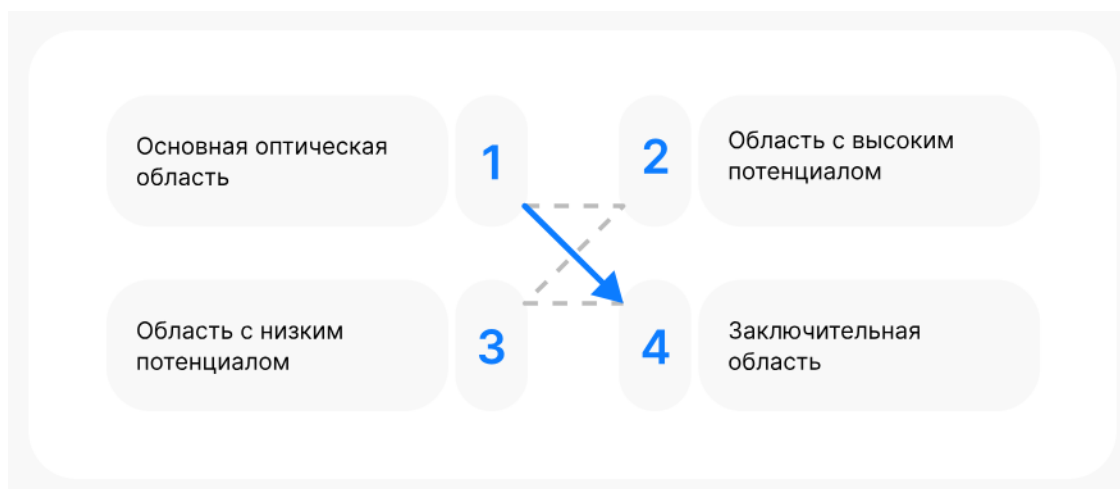 Основная оптическая
область
1
2
Область с высоким
потенциалом
Область с низким
потенциалом
3
4
Заключительная
область